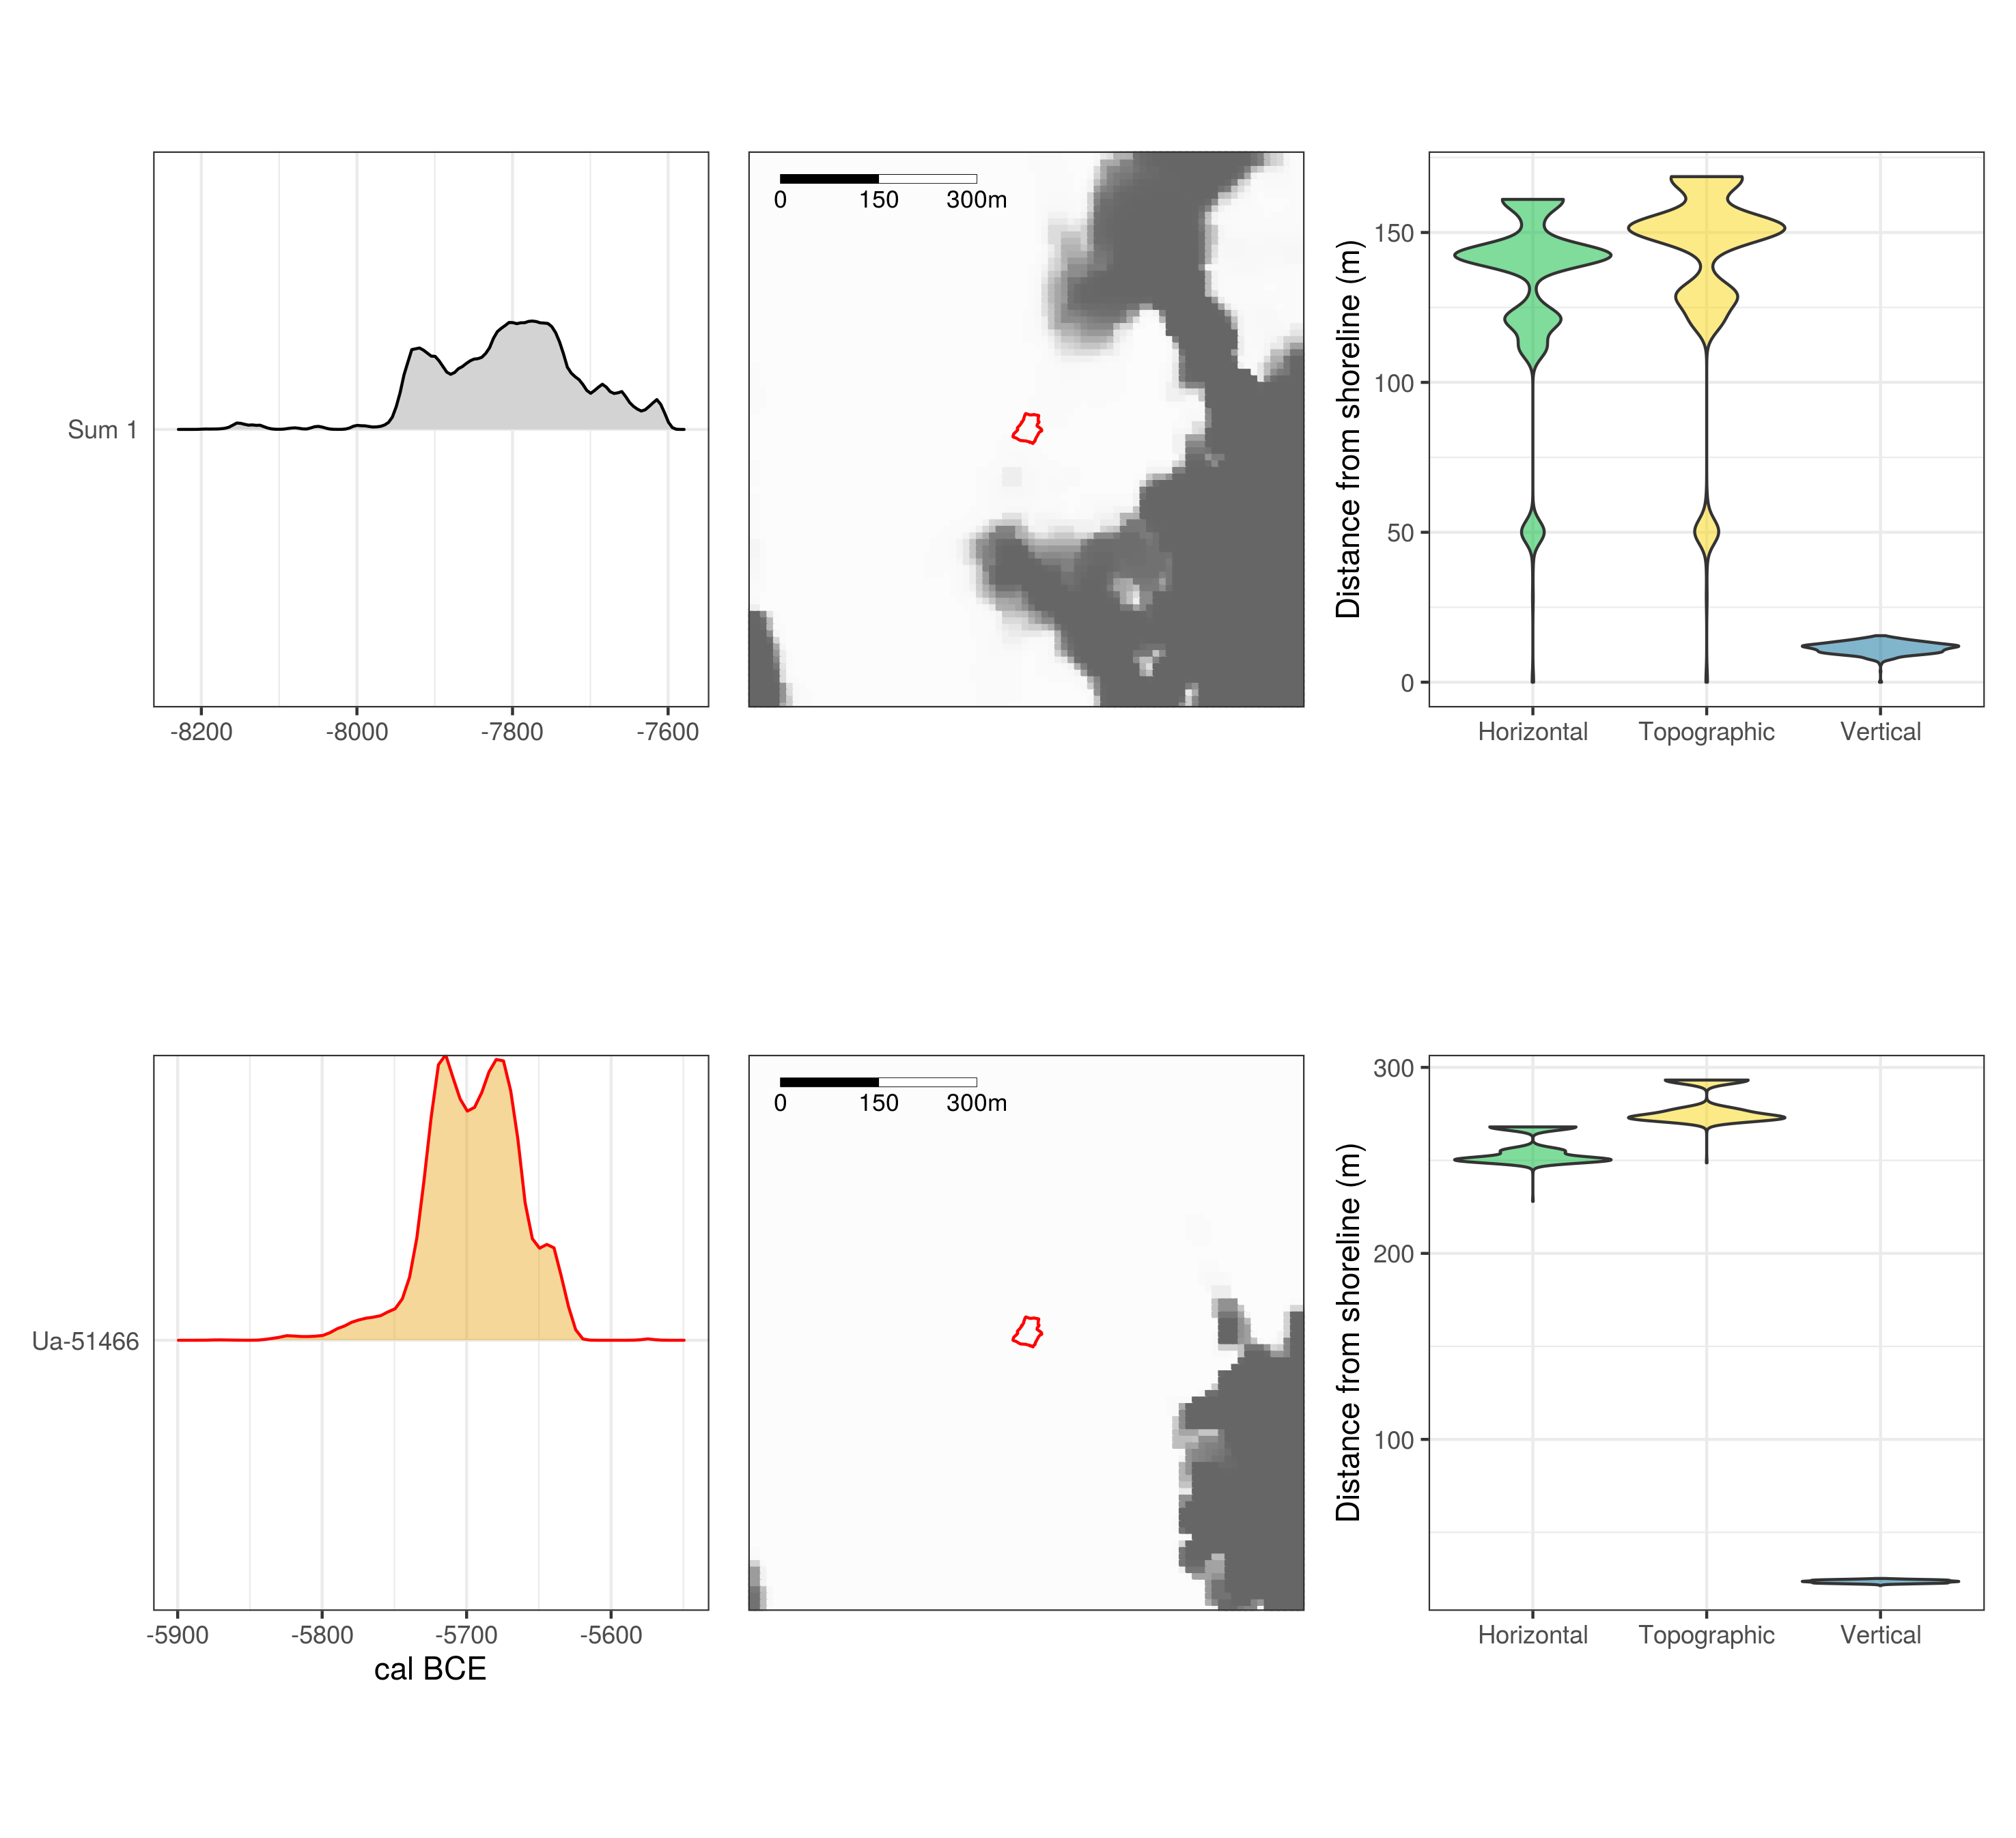 Sum 1
-8200 -8000 -7800 -7600
0 150 300m
Distance from shoreline (m)
150
100
50
0
Horizontal Topographic Vertical
Ua-51466
-5900 -5800 -5700 -5600
cal BCE
0 150 300m
Distance from shoreline (m)
300
200
100
Horizontal Topographic Vertical